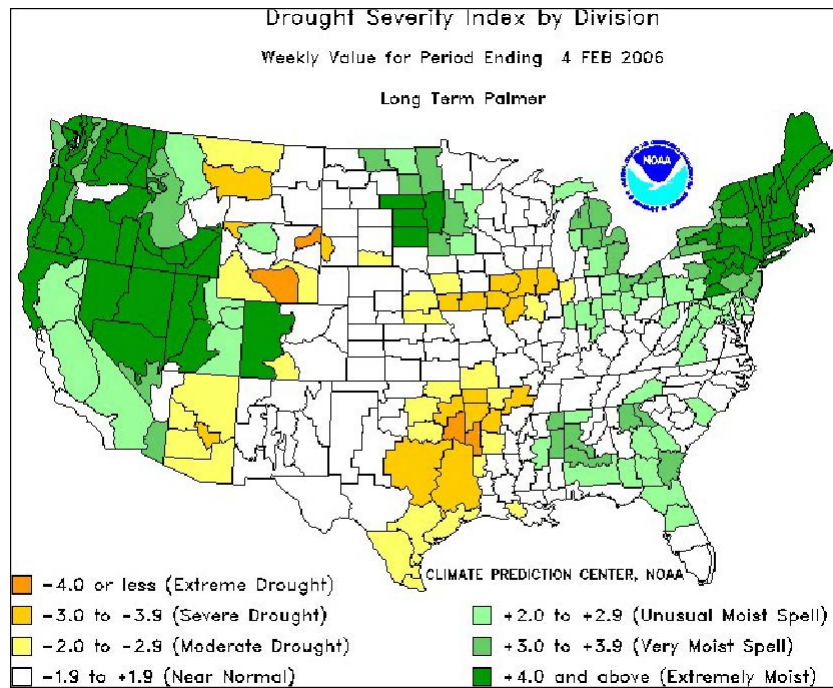 Drought Severity Index by Division
Weekly Value for Period Ending 4 FEB 2006
Long Term Palmer
NOAA
CLIMATE PREDICTION CENTER, NOAA
-4.0 or less (Extreme Drought)
-3.0 to -3.9 (Severe Drought)
-2.0 to -2.9 (Moderate Drought)
-1.9 to +1.9 (Near Normal)
+2.0 to +2.9 (Unusual Moist Spell)
+3.0 to +3.9 (Very Moist Spell)
+4.0 and above (Extremely Moist)